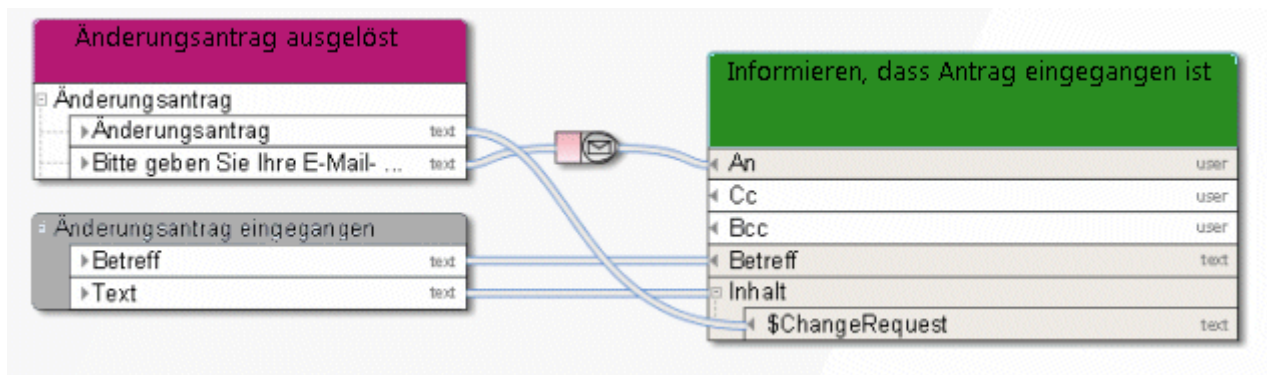 Änderungsantrag ausgelöst
Änderungsantrag
Änderungsantrag text
Bitte geben Sie Ihre E-Mail- ... text
Änderungsantrag eingegangen
Betreff text
Text text
Informieren, dass Antrag eingegangen ist
An user
Cc user
Bcc user
Betreff text
Inhalt
$ChangeRequest text